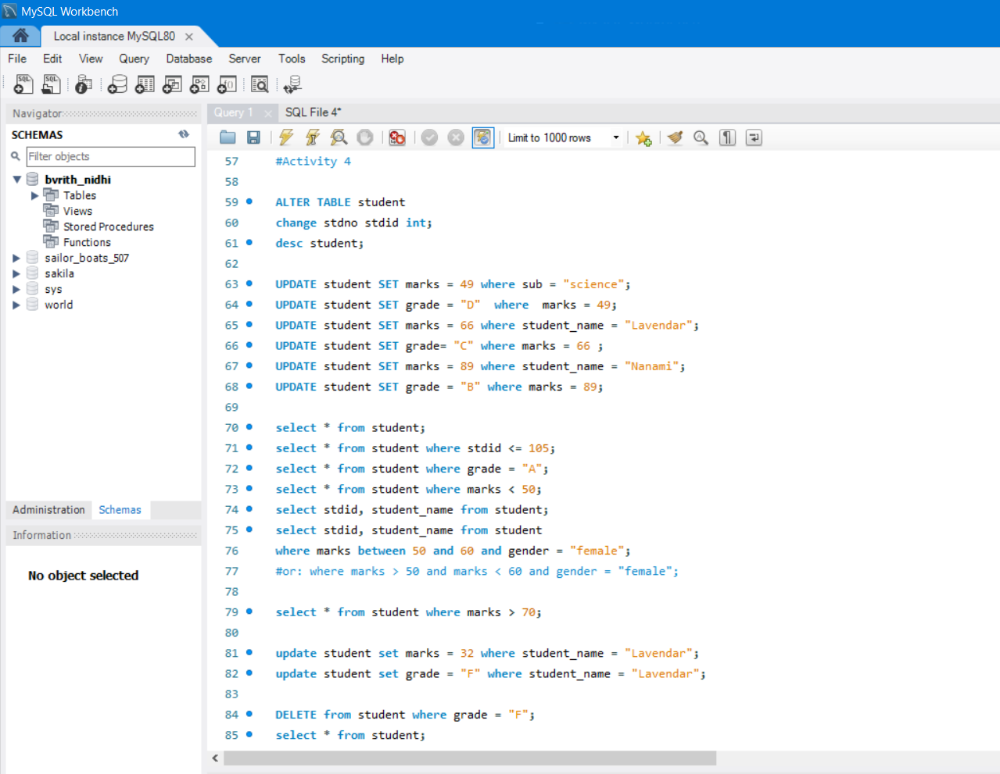 MySQL Workbench
Local instance MySQL80
File Edit View Query Database Server Tools Scripting Help
Navigator
SCHEMAS
Filter objects
bvrith_nidhi
Tables
Views
Stored Procedures
Functions
sailor_boats_507
sakila
sys
world
Administration Schemas
Information
No object selected
Query 1 SQL File 4*
Limit to 1000 rows
57 #Activity 4
58
59 ALTER TABLE student
60 change stdno stdid int;
61 desc student;
62
63 UPDATE student SET marks = 49 where sub = "science";
64 UPDATE student SET grade = "D"  where  marks = 49;
65 UPDATE student SET marks = 66 where student_name = "Lavendar";
66 UPDATE student SET grade= "C" where marks = 66 ;
67 UPDATE student SET marks = 89 where student_name = "Nanami";
68 UPDATE student SET grade = "B" where marks = 89;
69
70 select * from student;
71 select * from student where stdid <= 105;
72 select * from student where grade = "A";
73 select * from student where marks < 50;
74 select stdid, student_name from student;
75 select stdid, student_name from student
76 where marks between 50 and 60 and gender = "female";
77 #or: where marks > 50 and marks < 60 and gender = "female";
78
79 select * from student where marks > 70;
80
81 update student set marks = 32 where student_name = "Lavendar";
82 update student set grade = "F" where student_name = "Lavendar";
83
84 DELETE from student where grade = "F";
85 select * from student;